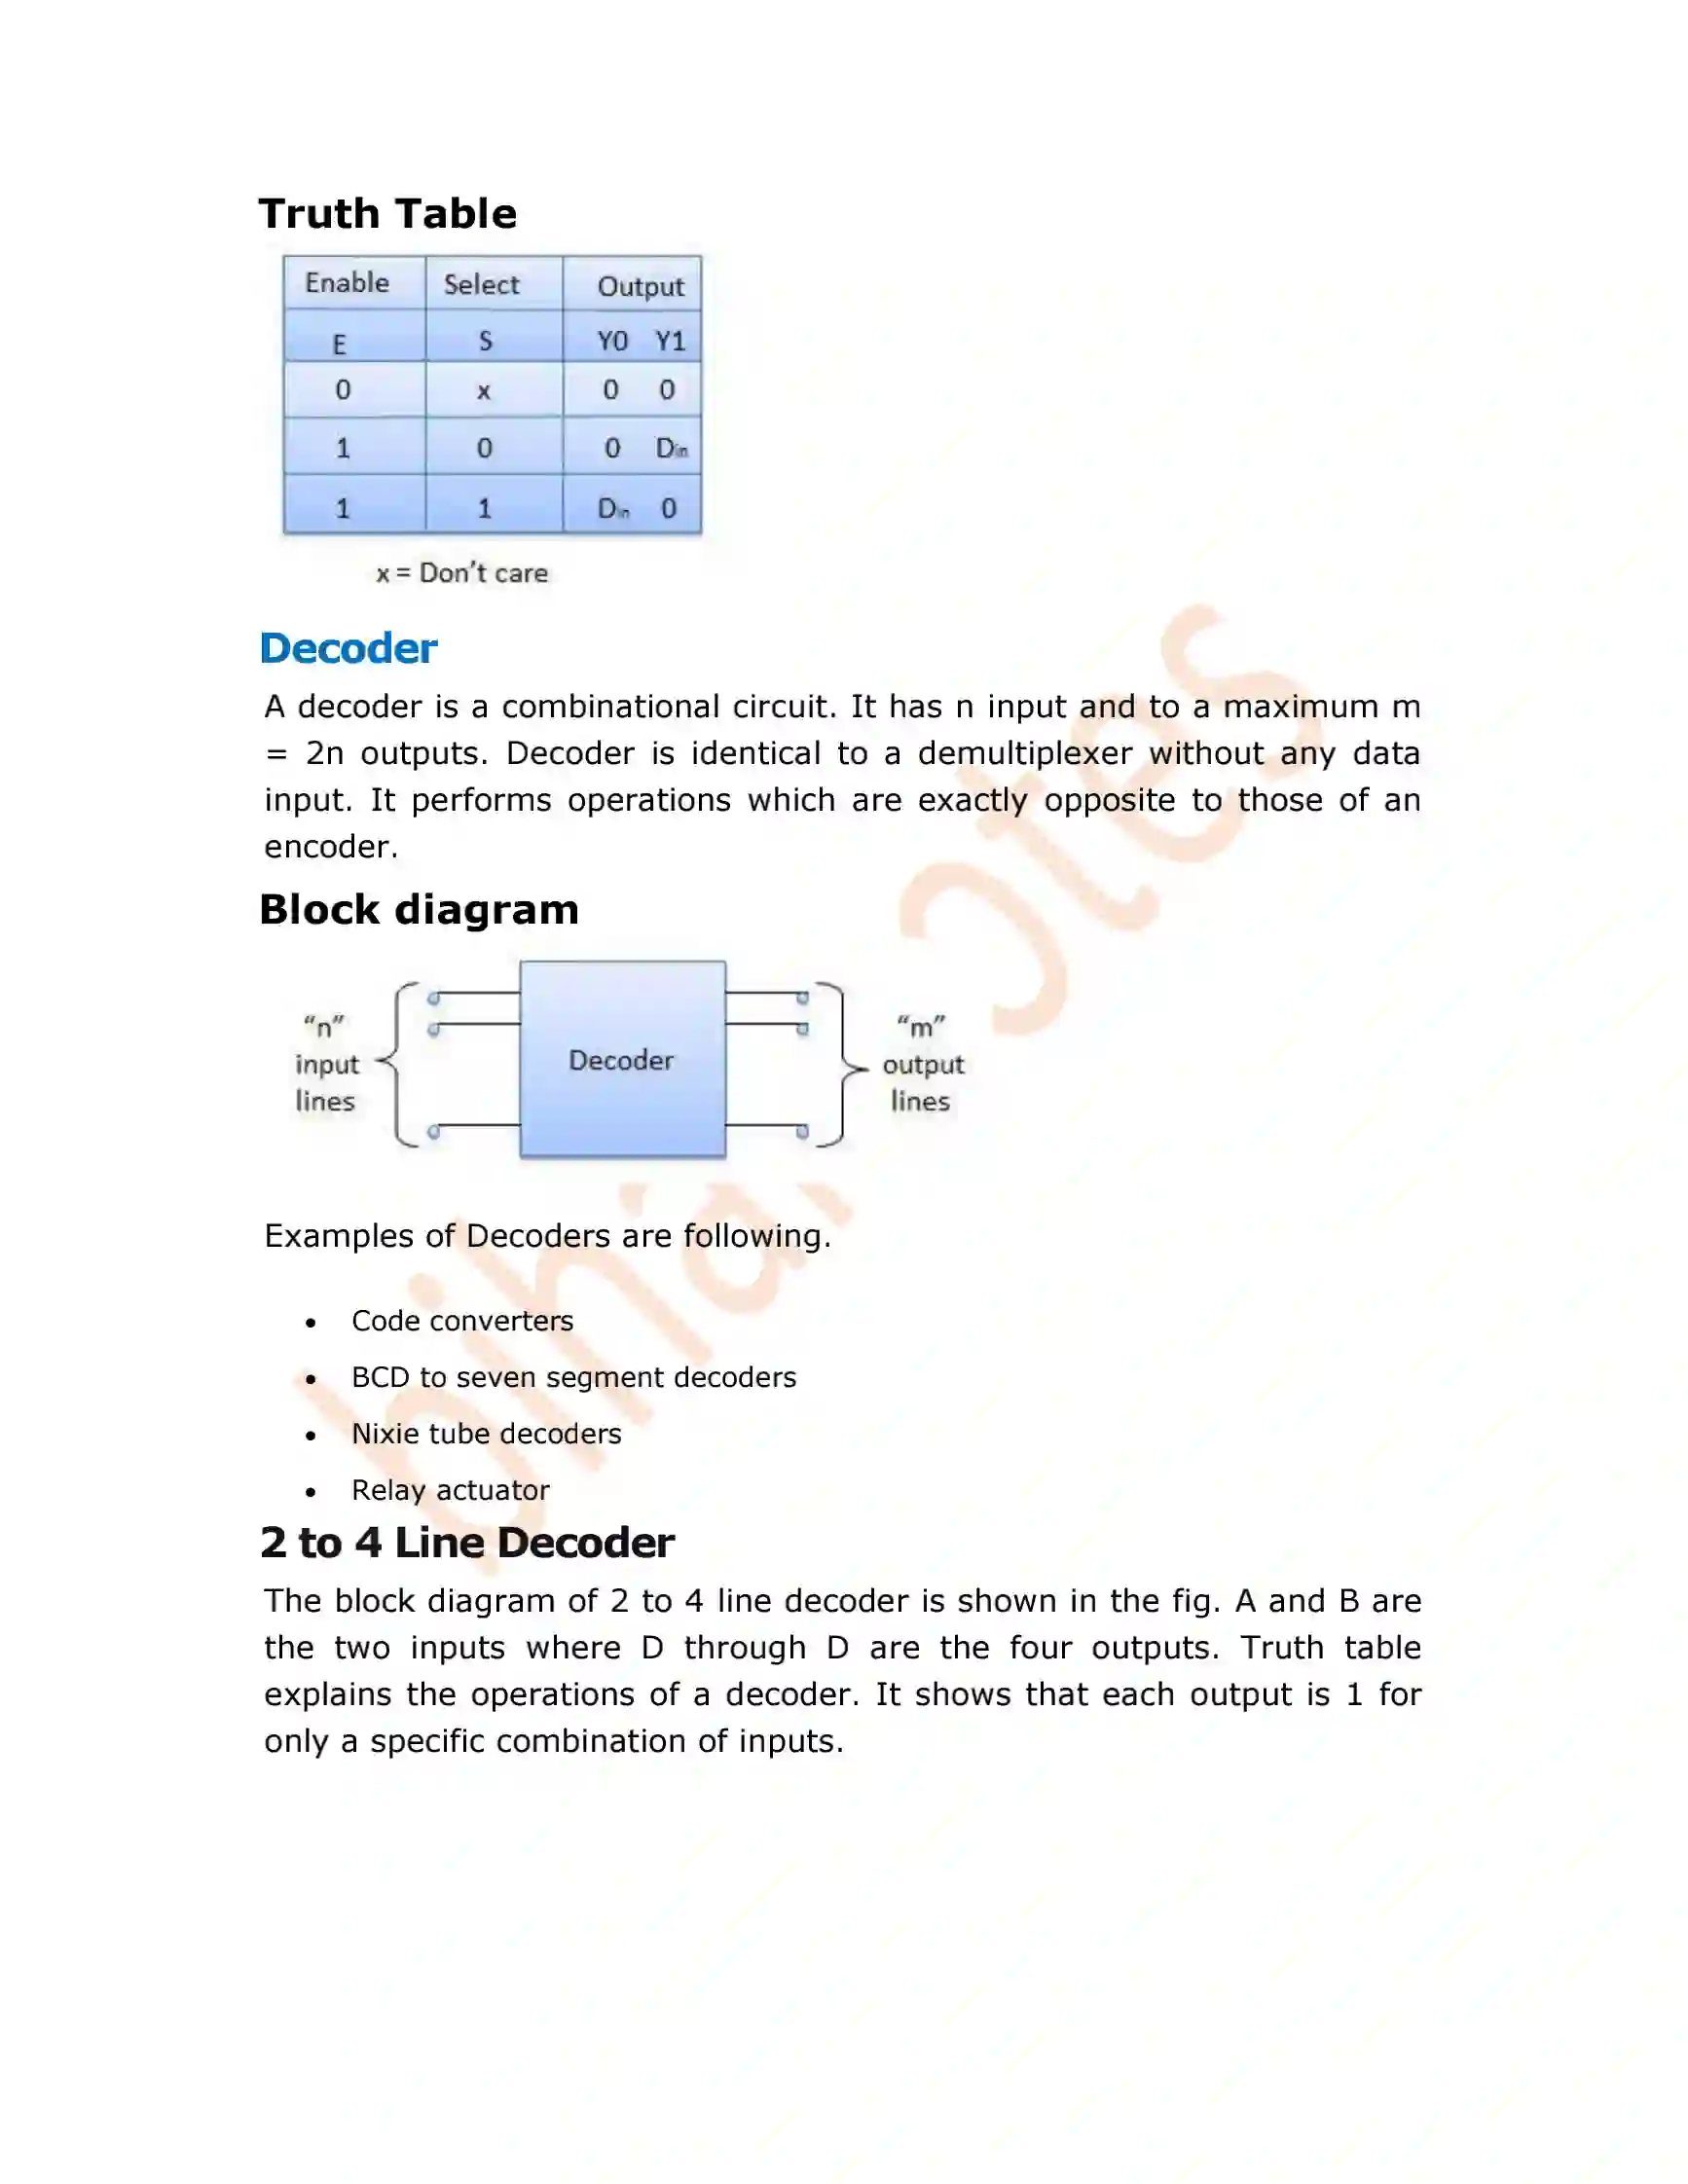 Truth Table
Enable Select Output
E S Y0 Y1
0 x 0 0
1 0 0 Din
1 1 Din 0
x = Don't care
Decoder
A decoder is a combinational circuit. It has n input and to a maximum m
= 2n outputs. Decoder is identical to a demultiplexer without any data
input. It performs operations which are exactly opposite to those of an
encoder.
Block diagram
“n”
input
lines
Decoder
“m”
output
lines
Examples of Decoders are following.
• Code converters
• BCD to seven segment decoders
• Nixie tube decoders
• Relay actuator
2 to 4 Line Decoder
The block diagram of 2 to 4 line decoder is shown in the fig. A and B are
the two inputs where D through D are the four outputs. Truth table
explains the operations of a decoder. It shows that each output is 1 for
only a specific combination of inputs.